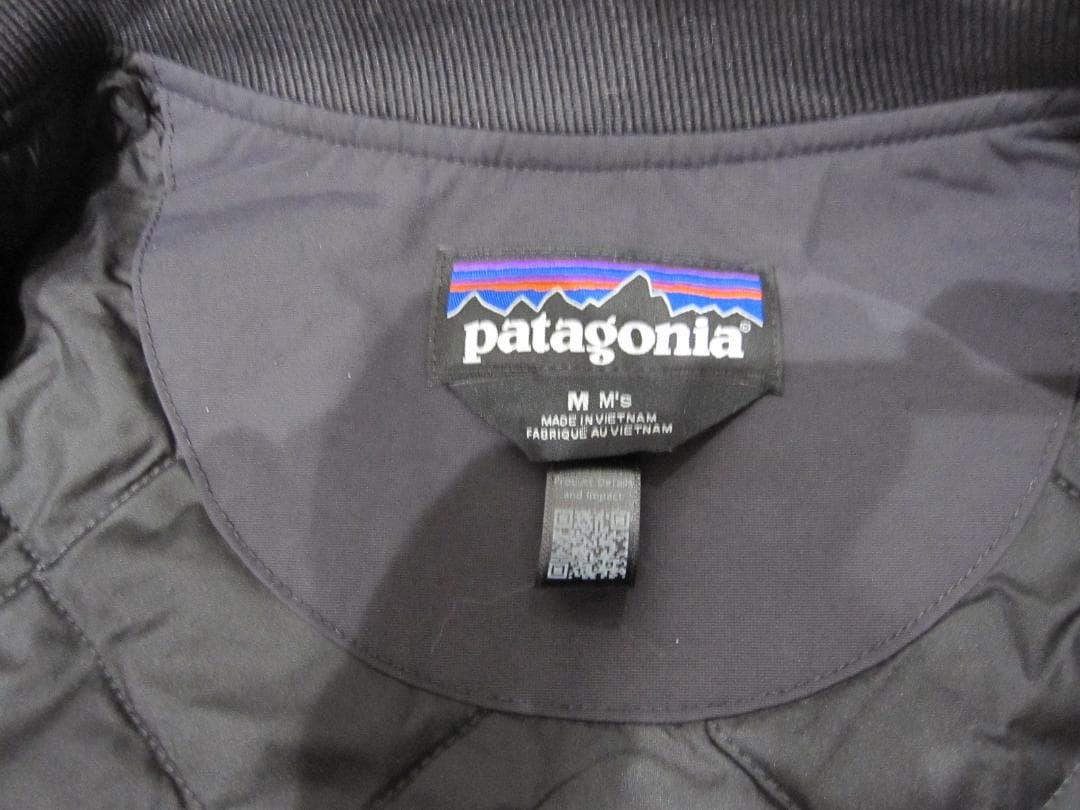 patagonia®
M M's
MADE IN VIETNAM
FABRIQUÉ AU VIETNAM
Product Details
and Impact